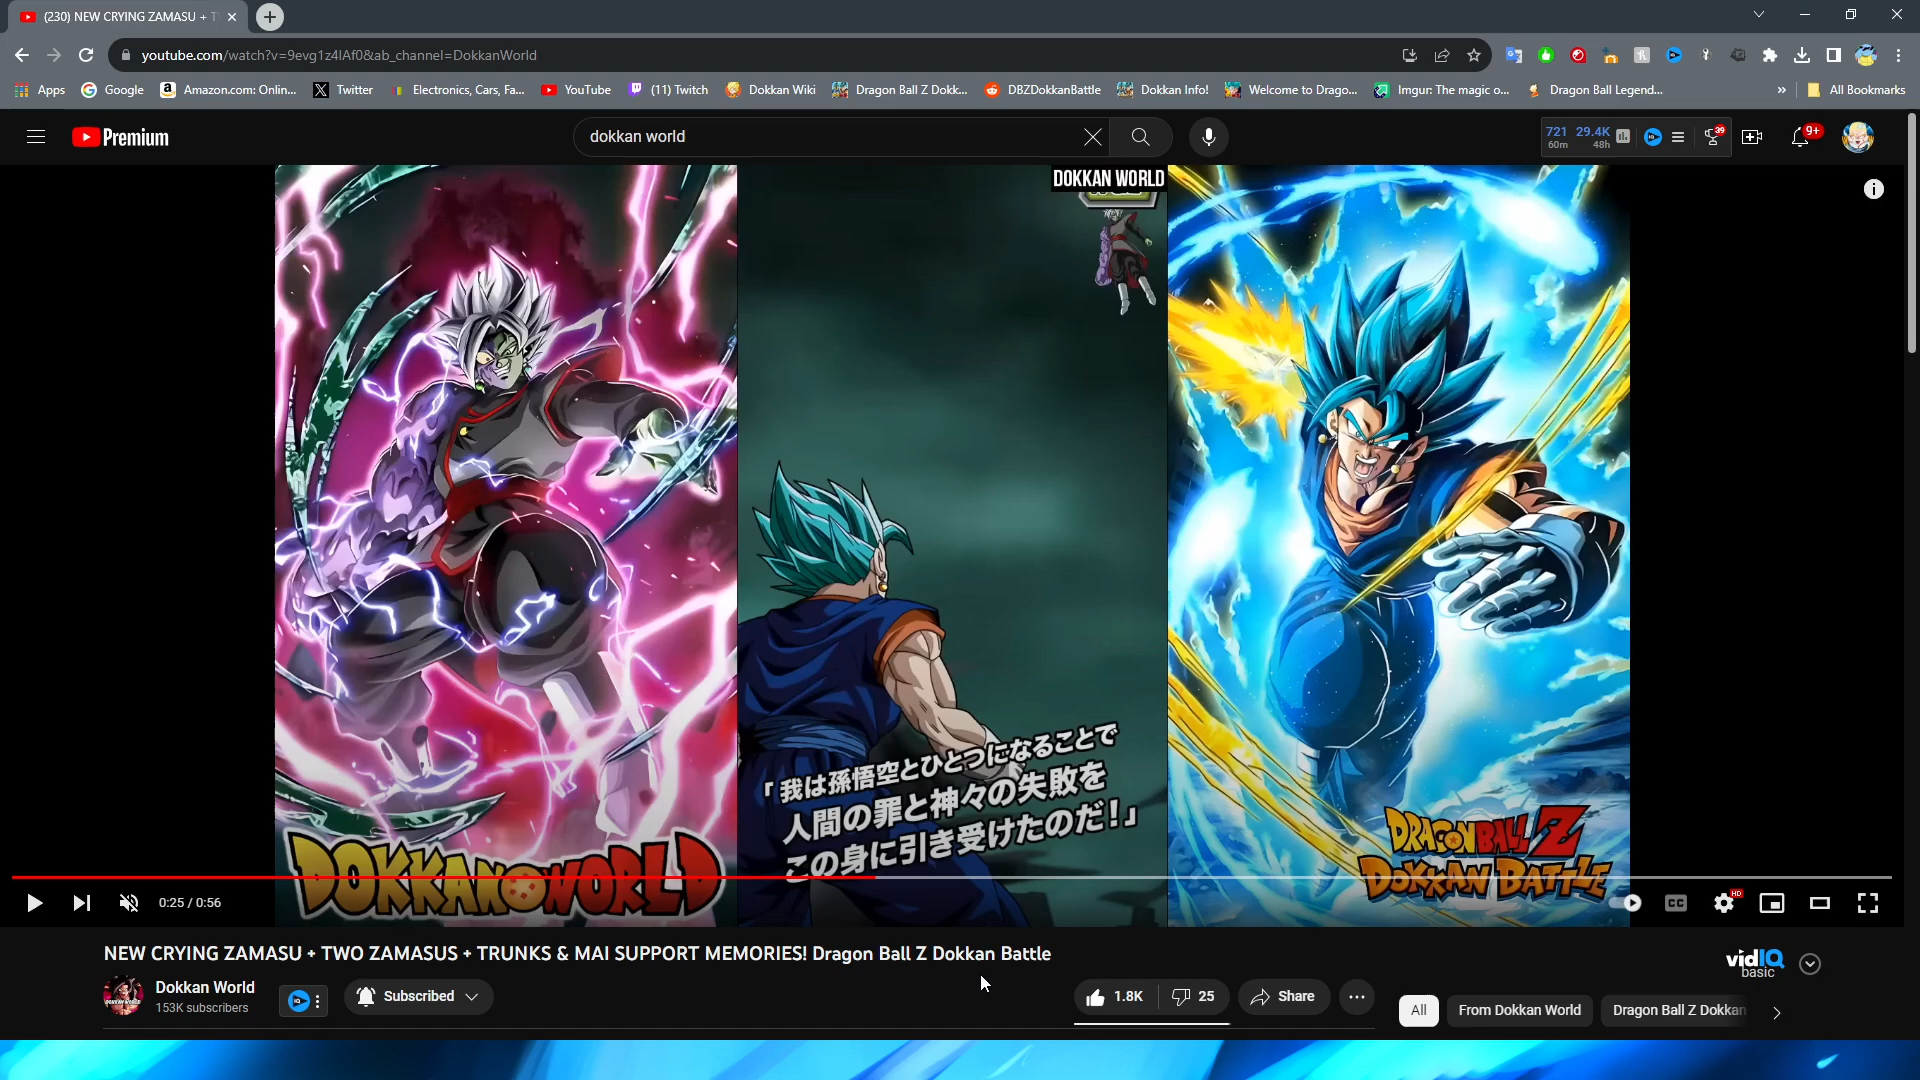 (230) NEW CRYING ZAMASU + T
youtube.com/watch?v=9evg1z4lAf0&ab_channel=DokkanWorld
Apps
Google
Amazon.com: Onlin...
Twitter
Electronics, Cars, Fa...
YouTube
(11) Twitch
Dokkan Wiki
Dragon Ball Z Dokk...
DBZDokkanBattle
Dokkan Info!
Welcome to Drago...
Imgur: The magic o...
Dragon Ball Legend...
»
All Bookmarks
Premium
dokkan world
721 60m
29.4K 48h
39
9+
DOKKAN WORLD
「我は孫悟空とひとつになることで
人間の罪と神々の失敗を
この身に引き受けたのだ!」
DOKKAN WORLD
DRAGON BALL Z
DOKKAN BATTLE
0:25 / 0:56
CC
HD
NEW CRYING ZAMASU + TWO ZAMASUS + TRUNKS & MAI SUPPORT MEMORIES! Dragon Ball Z Dokkan Battle
vidIQ
basic
Dokkan World
153K subscribers
Subscribed
1.8K
25
Share
All
From Dokkan World
Dragon Ball Z Dokkan